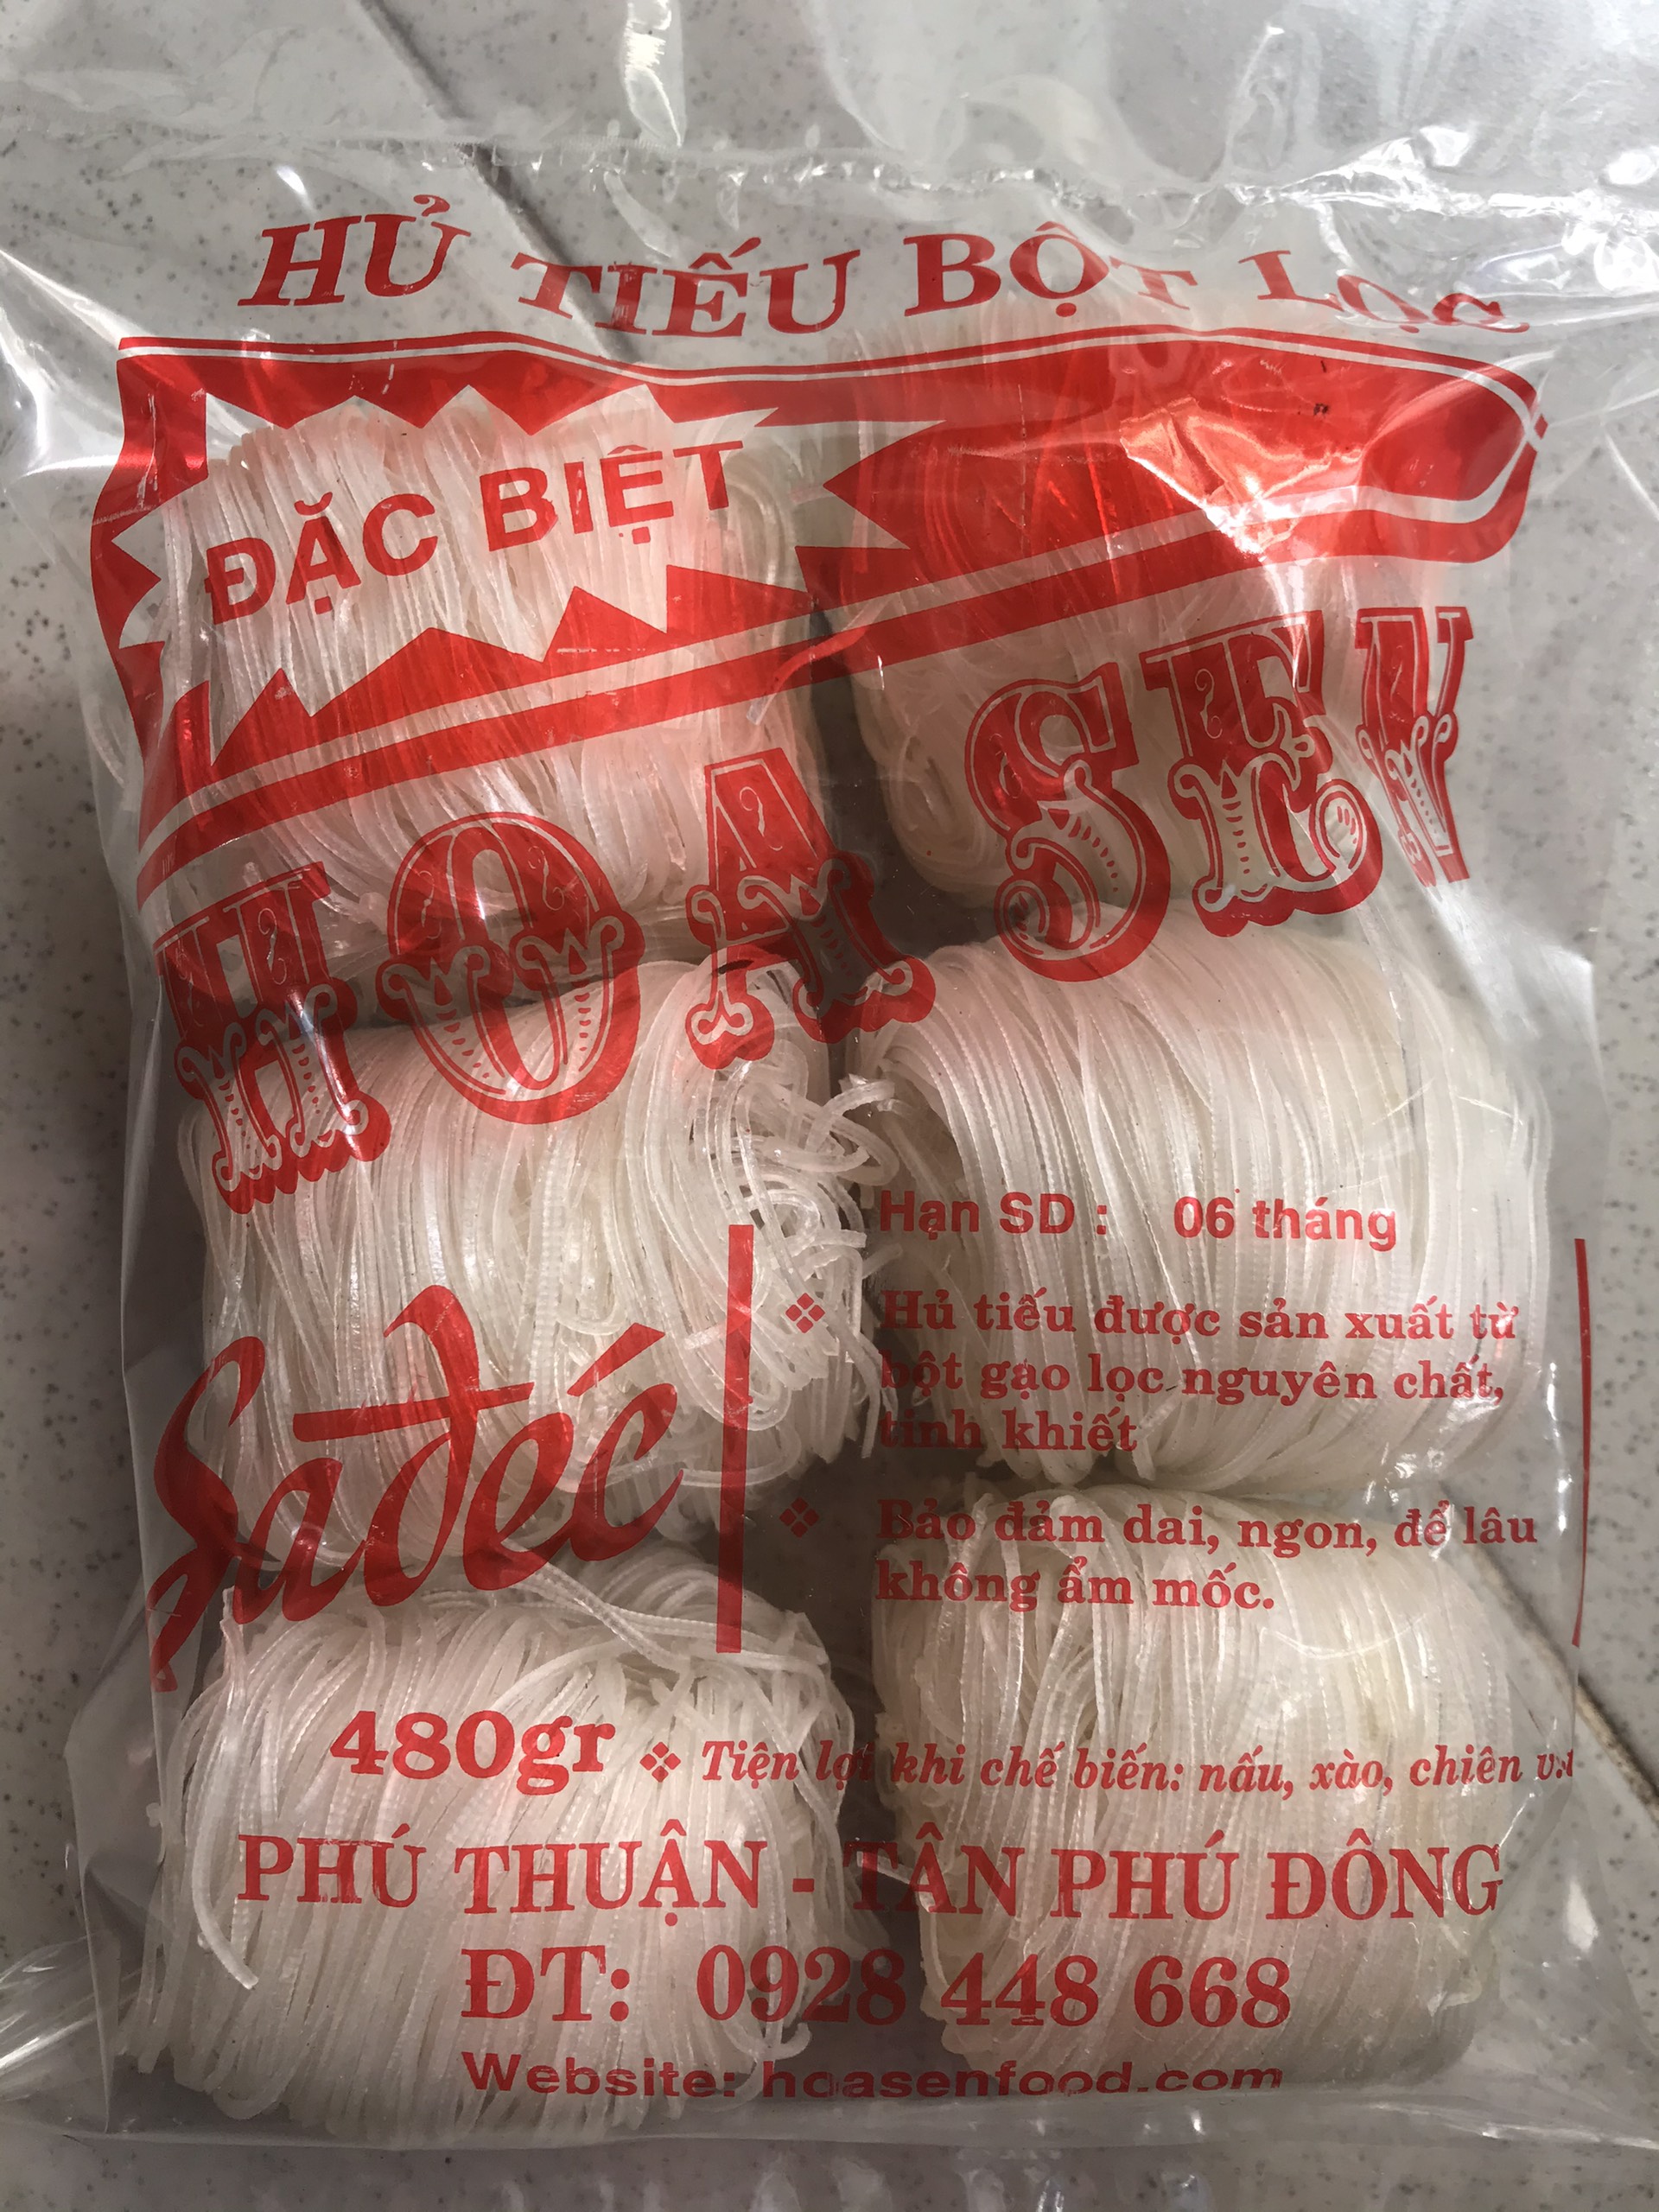 HỦ TIẾU BỘT LỌC
ĐẶC BIỆT
HOA SEN
Sađéc
Hạn SD : 06 tháng
Hủ tiếu được sản xuất từ
bột gạo lọc nguyên chất,
tinh khiết
Bảo đảm dai, ngon, để lâu
không ẩm mốc.
480gr
Tiện lợi khi chế biến: nấu, xào, chiên
PHÚ THUẬN - TÂN PHÚ ĐÔNG
ĐT: 0928 448 668
Website: hoasenfood.com